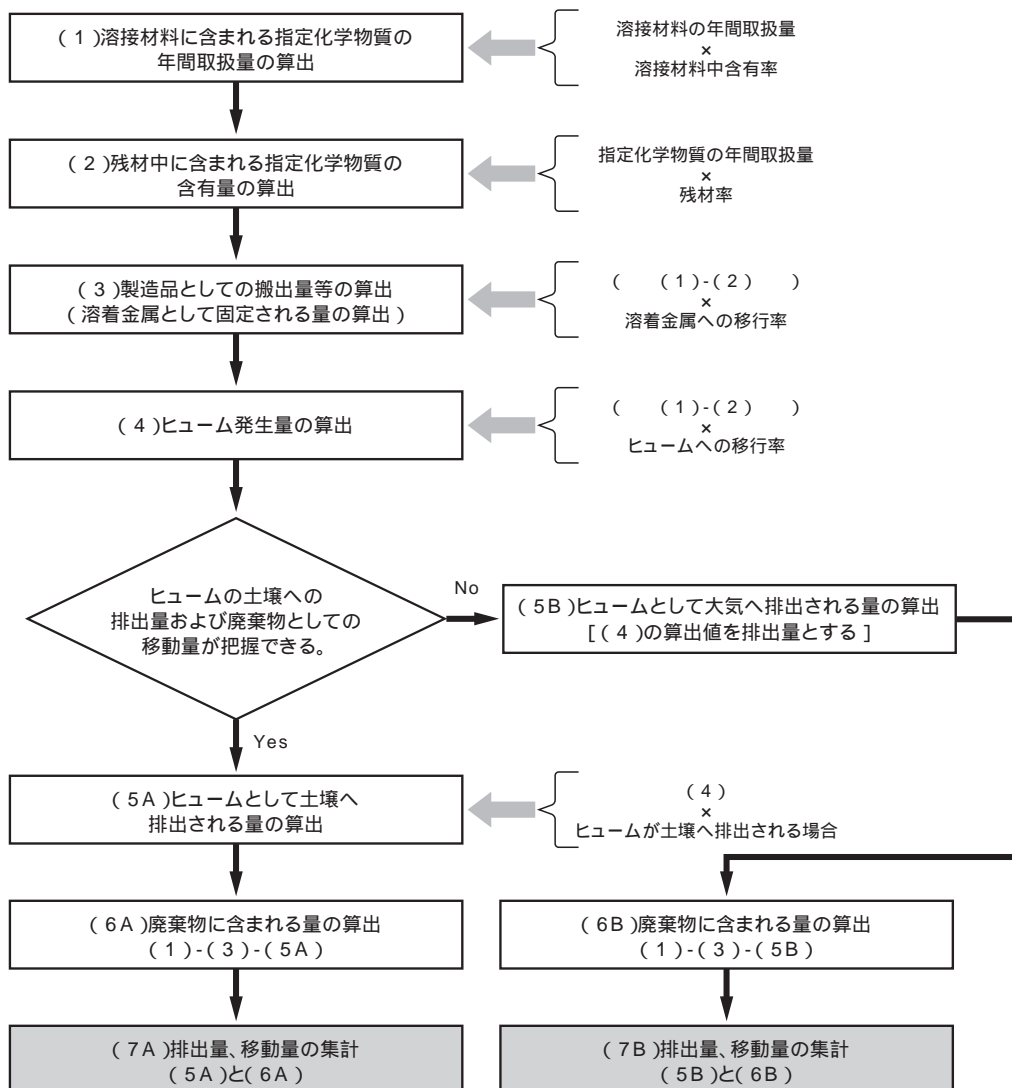 (1)溶接材料に含まれる指定化学物質の
年間取扱量の算出
溶接材料の年間取扱量
×
溶接材料中含有率
(2)残材中に含まれる指定化学物質の
含有量の算出
指定化学物質の年間取扱量
×
残材率
(3)製造品としての搬出量等の算出
(溶着金属として固定される量の算出)
( (1)-(2) )
×
溶着金属への移行率
(4)ヒューム発生量の算出
( (1)-(2) )
×
ヒュームへの移行率
ヒュームの土壌への
排出量および廃棄物としての
移動量が把握できる。
No
(5B)ヒュームとして大気へ排出される量の算出
[(4)の算出値を排出量とする]
Yes
(5A)ヒュームとして土壌へ
排出される量の算出
(4)
×
ヒュームが土壌へ排出される場合
(6A)廃棄物に含まれる量の算出
(1)-(3)-(5A)
(6B)廃棄物に含まれる量の算出
(1)-(3)-(5B)
(7A)排出量、移動量の集計
(5A)と(6A)
(7B)排出量、移動量の集計
(5B)と(6B)